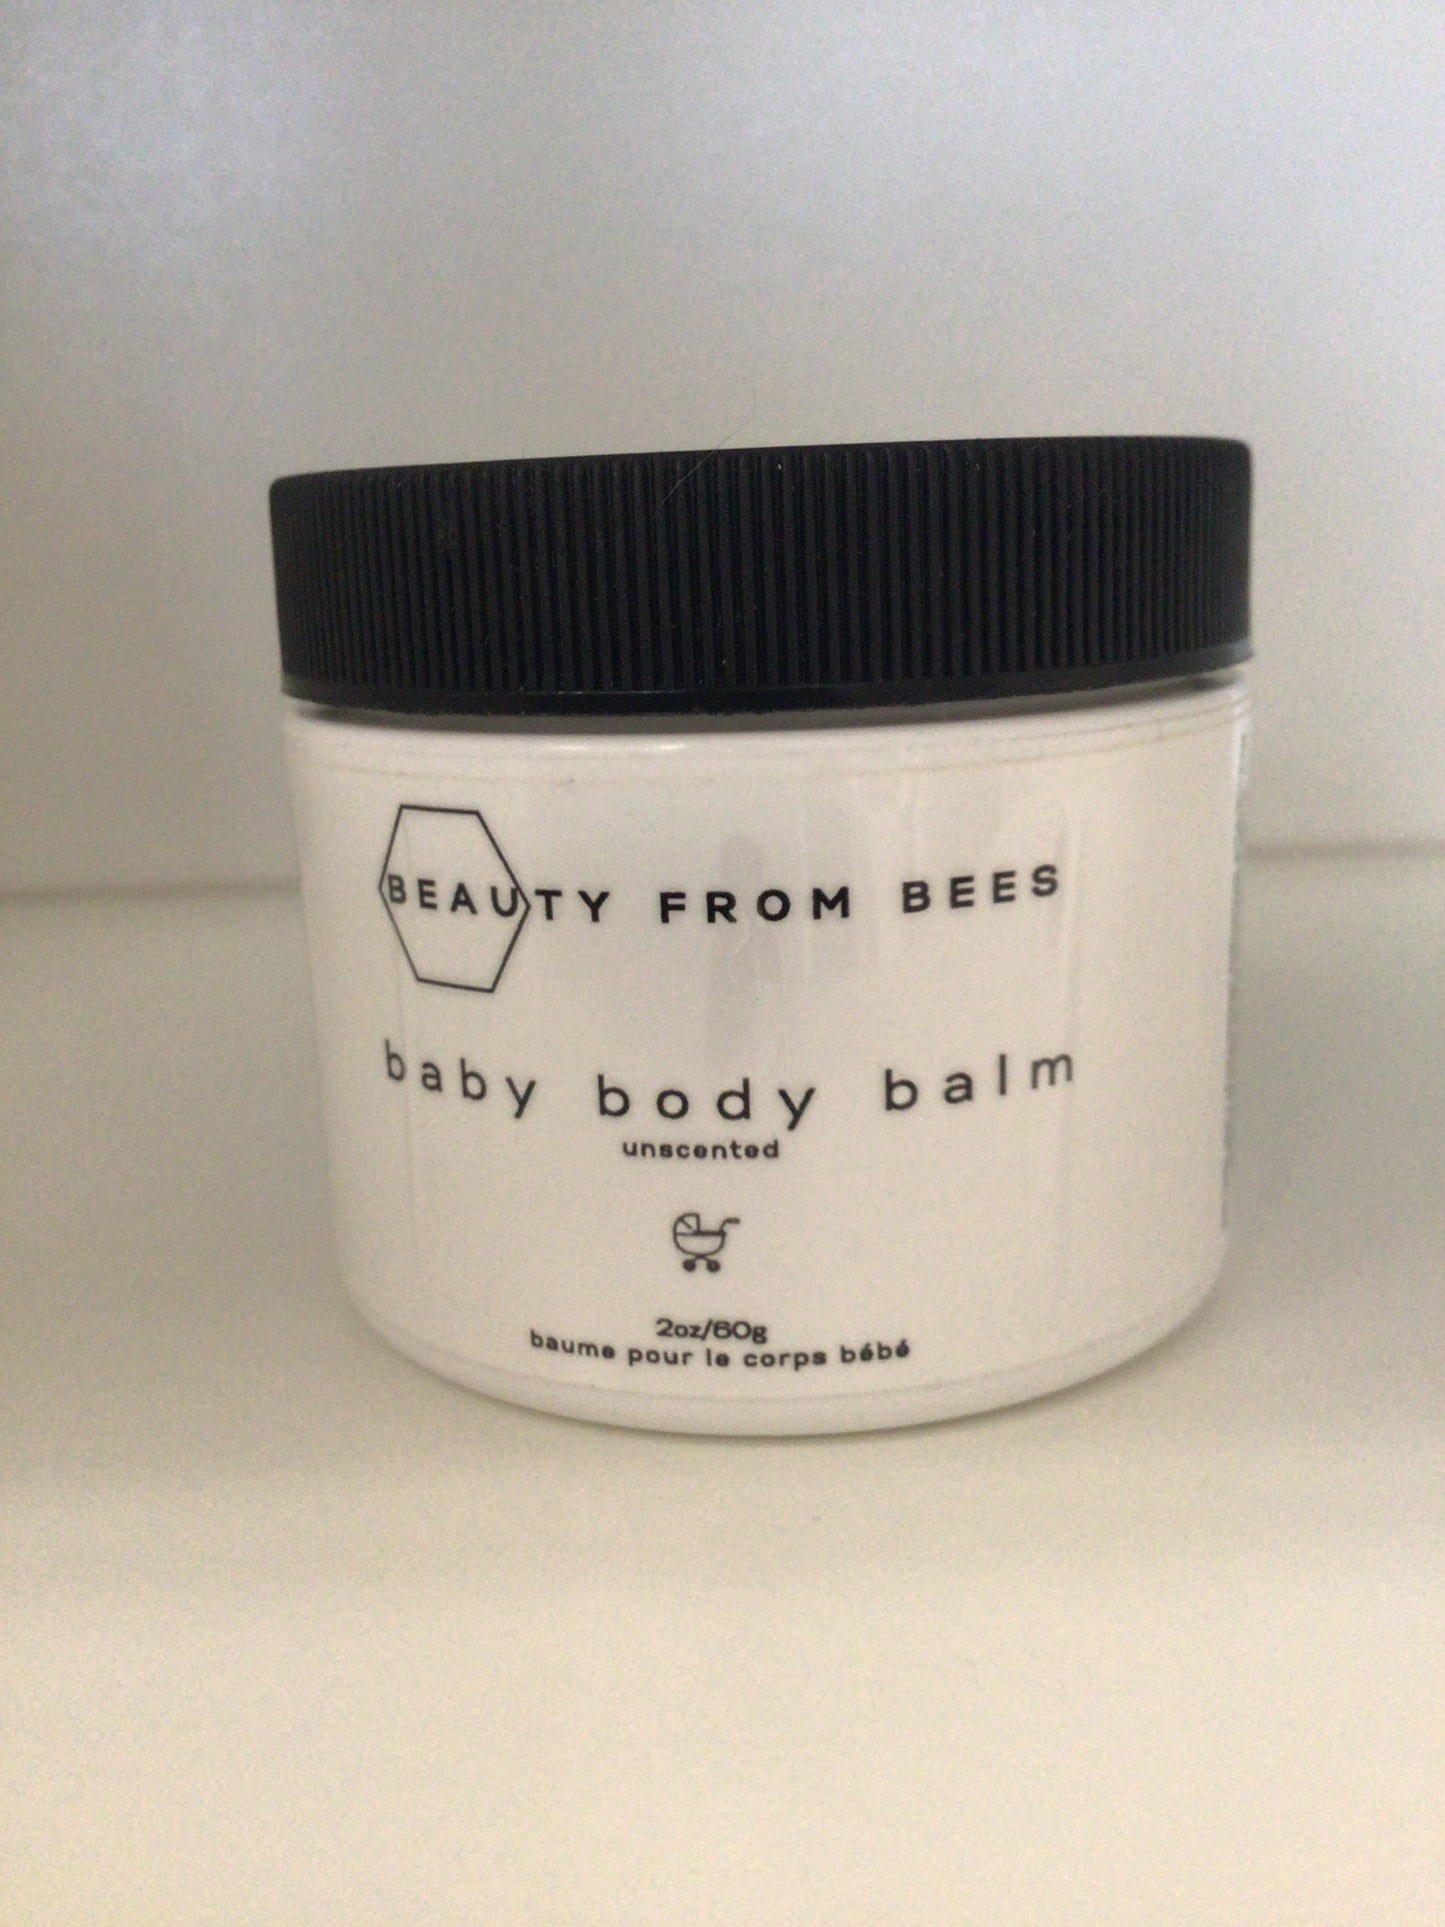 BEAUTY FROM BEES
baby body balm
unscented
2oz/60g
baume pour le corps bébé